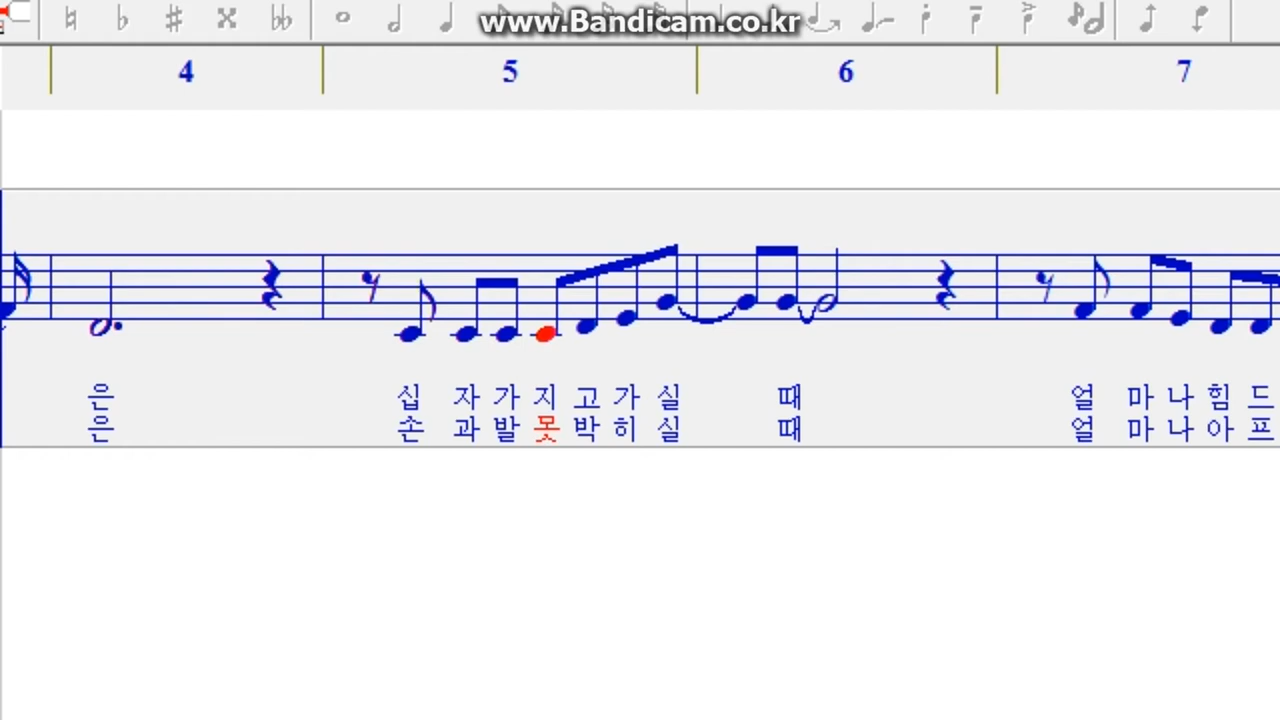 www.Bandicam.co.kr
4 5 6 7
은 십 자 가 지 고 가 실 때 얼 마 나 힘 드
은 손 과 발 못 박 히 실 때 얼 마 나 아 프